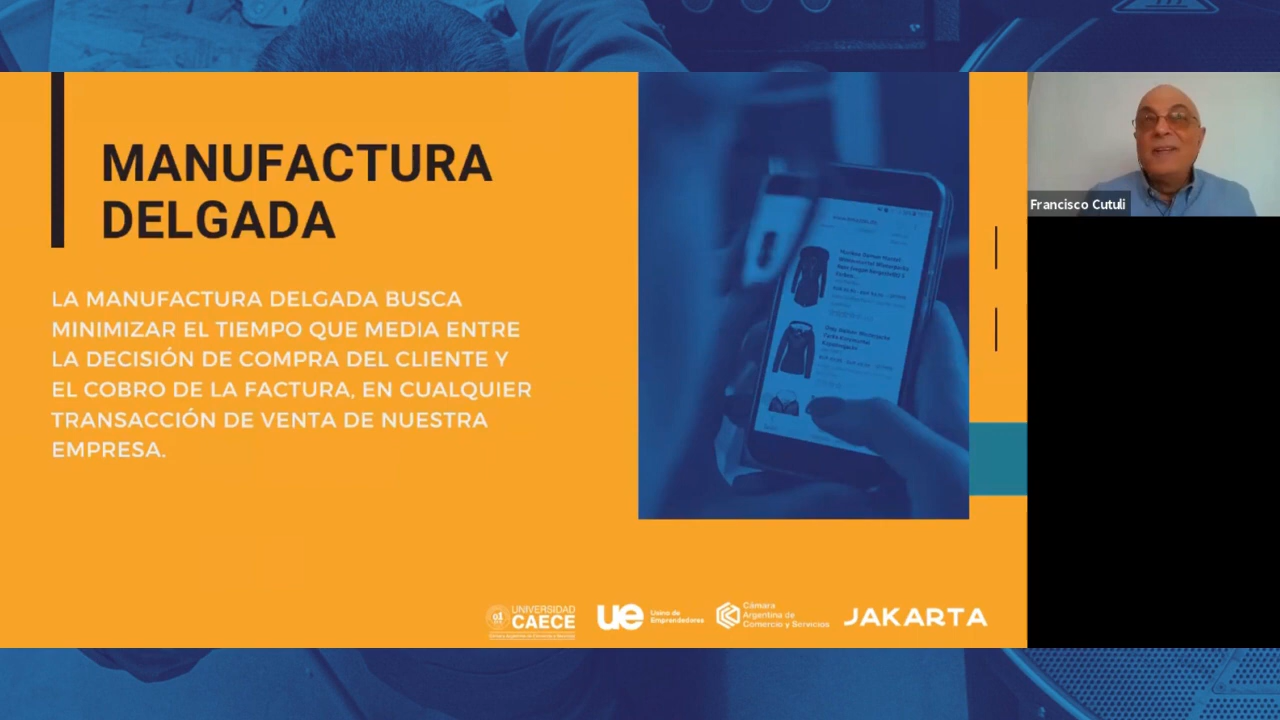 MANUFACTURA
DELGADA
LA MANUFACTURA DELGADA BUSCA
MINIMIZAR EL TIEMPO QUE MEDIA ENTRE
LA DECISIÓN DE COMPRA DEL CLIENTE Y
EL COBRO DE LA FACTURA, EN CUALQUIER
TRANSACCIÓN DE VENTA DE NUESTRA
EMPRESA.
Francisco Cutuli
UNIVERSIDAD
CAECE
ue
Usina de
Emprendedores
Cámara
Argentina de
Comercio y Servicios
JAKARTA